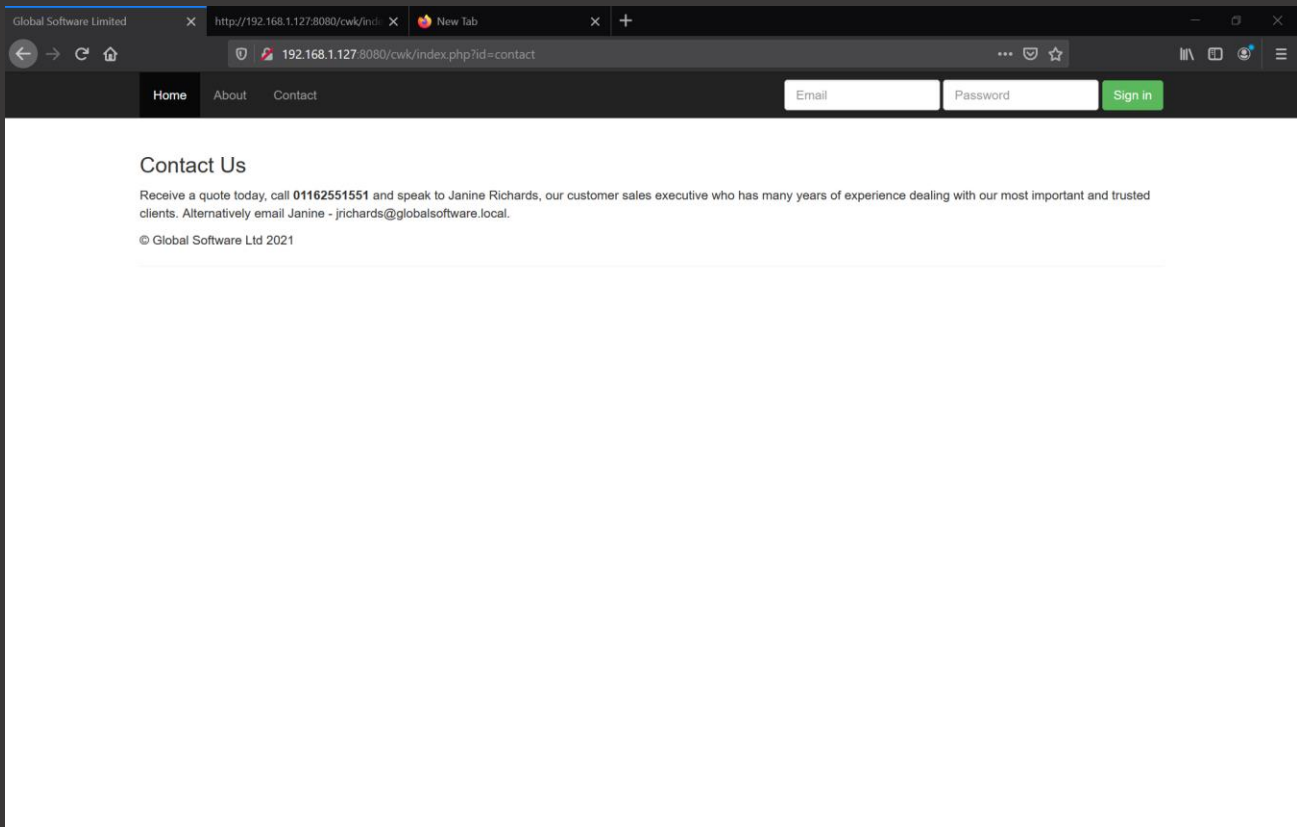 Global Software Limited
http://192.168.1.127:8080/cwk/inde
New Tab
192.168.1.127:8080/cwk/index.php?id=contact
Home About Contact Email Password Sign in
Contact Us
Receive a quote today, call 01162551551 and speak to Janine Richards, our customer sales executive who has many years of experience dealing with our most important and trusted
clients. Alternatively email Janine - jrichards@globalsoftware.local.
© Global Software Ltd 2021